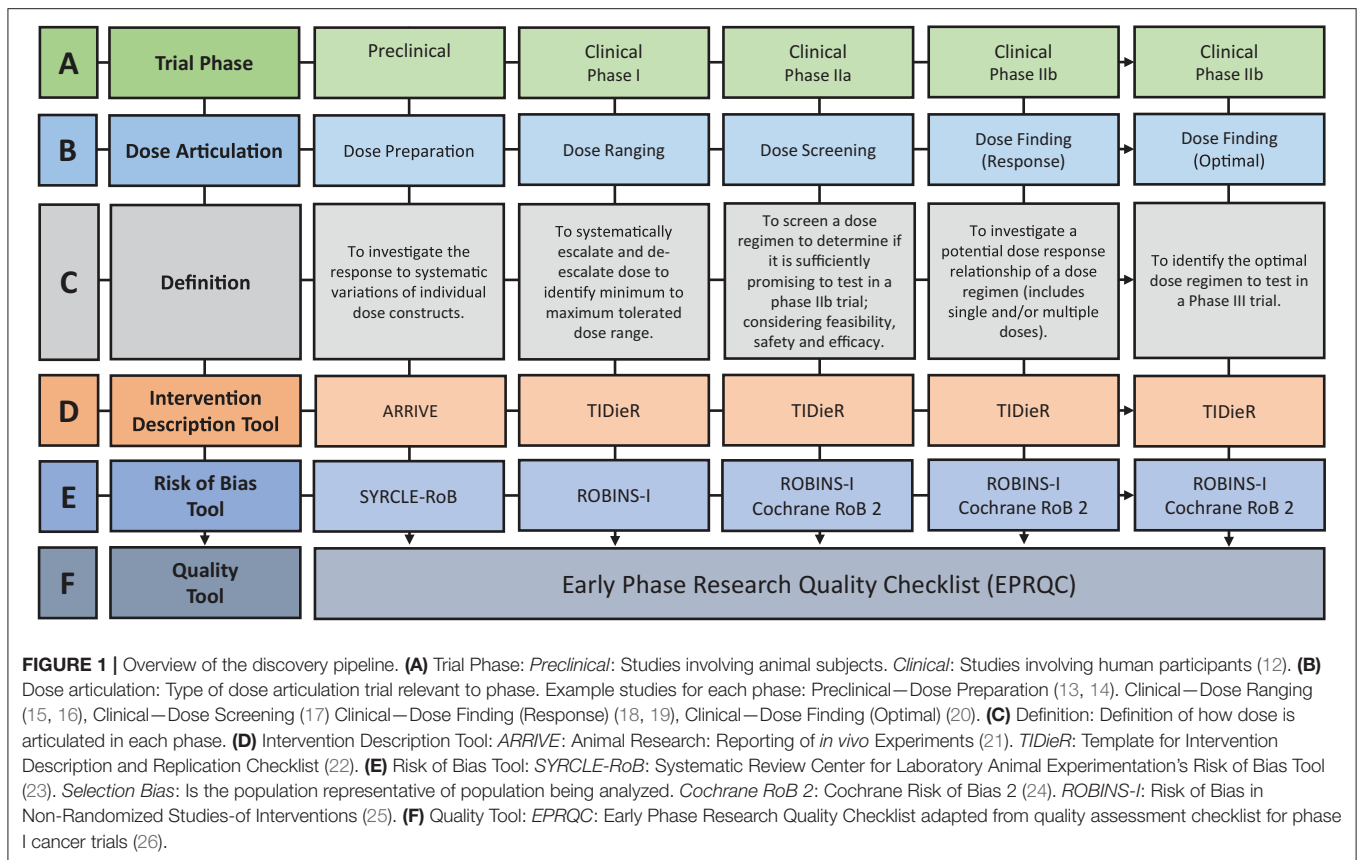 A
Trial Phase
Preclinical
Clinical
Phase I
Clinical
Phase IIa
Clinical
Phase IIb
Clinical
Phase IIb
B
Dose Articulation
Dose Preparation
Dose Ranging
Dose Screening
Dose Finding
(Response)
Dose Finding
(Optimal)
C
Definition
To investigate the
response to systematic
variations of individual
dose constructs.
To systematically
escalate and de-
escalate dose to
identify minimum to
maximum tolerated
dose range.
To screen a dose
regimen to determine if
it is sufficiently
promising to test in a
phase IIb trial;
considering feasibility,
safety and efficacy.
To investigate a
potential dose response
relationship of a dose
regimen (includes
single and/or multiple
doses).
To identify the optimal
dose regimen to test in
a Phase III trial.
D
Intervention
Description Tool
ARRIVE
TIDieR
TIDieR
TIDieR
TIDieR
E
Risk of Bias
Tool
SYRCLE-RoB
ROBINS-I
ROBINS-I
Cochrane RoB 2
ROBINS-I
Cochrane RoB 2
ROBINS-I
Cochrane RoB 2
F
Quality
Tool
Early Phase Research Quality Checklist (EPRQC)
FIGURE 1 | Overview of the discovery pipeline. (A) Trial Phase: Preclinical: Studies involving animal subjects. Clinical: Studies involving human participants (12). (B)
Dose articulation: Type of dose articulation trial relevant to phase. Example studies for each phase: Preclinical—Dose Preparation (13, 14). Clinical—Dose Ranging
(15, 16), Clinical—Dose Screening (17) Clinical—Dose Finding (Response) (18, 19), Clinical—Dose Finding (Optimal) (20). (C) Definition: Definition of how dose is
articulated in each phase. (D) Intervention Description Tool: ARRIVE: Animal Research: Reporting of in vivo Experiments (21). TIDieR: Template for Intervention
Description and Replication Checklist (22). (E) Risk of Bias Tool: SYRCLE-RoB: Systematic Review Center for Laboratory Animal Experimentation's Risk of Bias Tool
(23). Selection Bias: Is the population representative of population being analyzed. Cochrane RoB 2: Cochrane Risk of Bias 2 (24). ROBINS-I: Risk of Bias in
Non-Randomized Studies-of Interventions (25). (F) Quality Tool: EPRQC: Early Phase Research Quality Checklist adapted from quality assessment checklist for phase
I cancer trials (26).